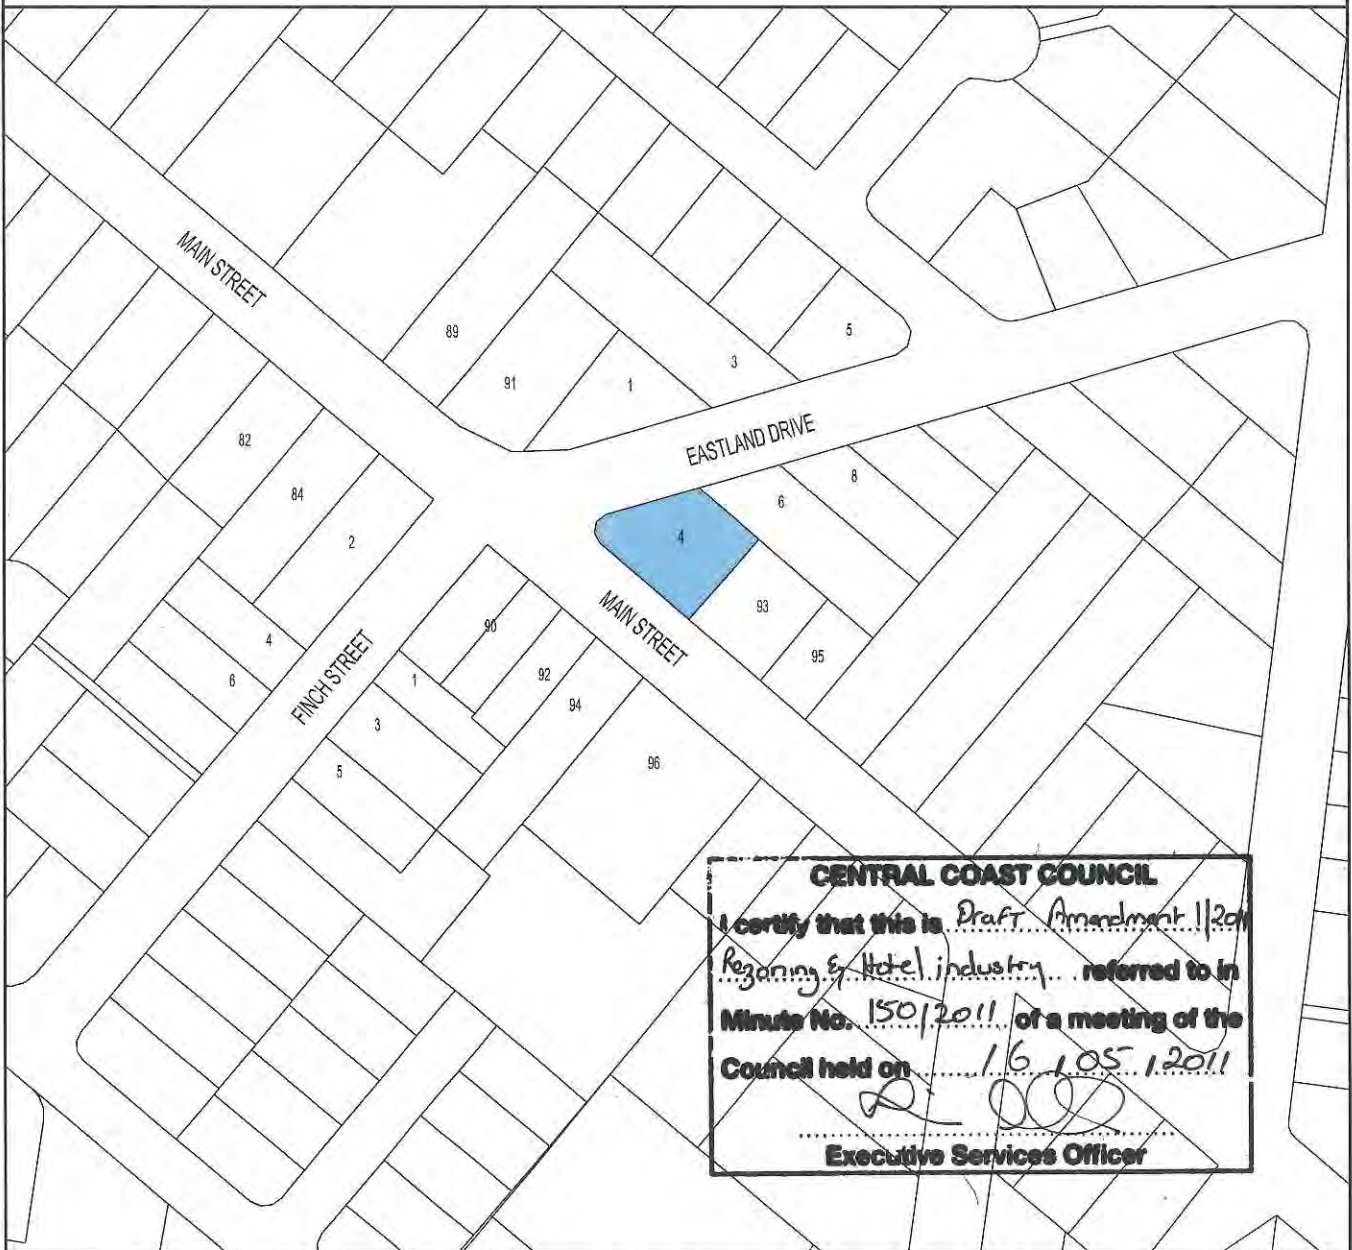 MAIN STREET
89
91
1
3
5
EASTLAND DRIVE
82
84
2
4
6
8
4
6
FINCH STREET
90
1
3
5
92
94
96
MAIN STREET
93
95
CENTRAL COAST COUNCIL
I certify that this is Draft Amendment 1/2011
Rezoning & Hotel industry referred to in
Minute No. 150/2011 of a meeting of the
Council held on 16,05,2011
Executive Services Officer